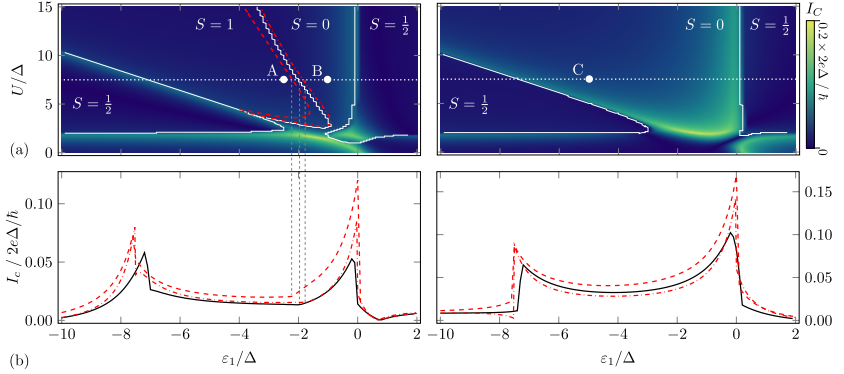 15
10
5
0
U/Δ
S = 1
S = 0
S = 1/2
A
B
S = 1/2
(a)
S = 0
S = 1/2
C
S = 1/2
I_C
0.2 × 2eΔ / ħ
0
0.10
0.05
0.00
I_c / 2eΔ/ħ
−10
−8
−6
−4
−2
0
2
ε₁/Δ
(b)
0.15
0.10
0.05
0.00
−10
−8
−6
−4
−2
0
2
ε₁/Δ